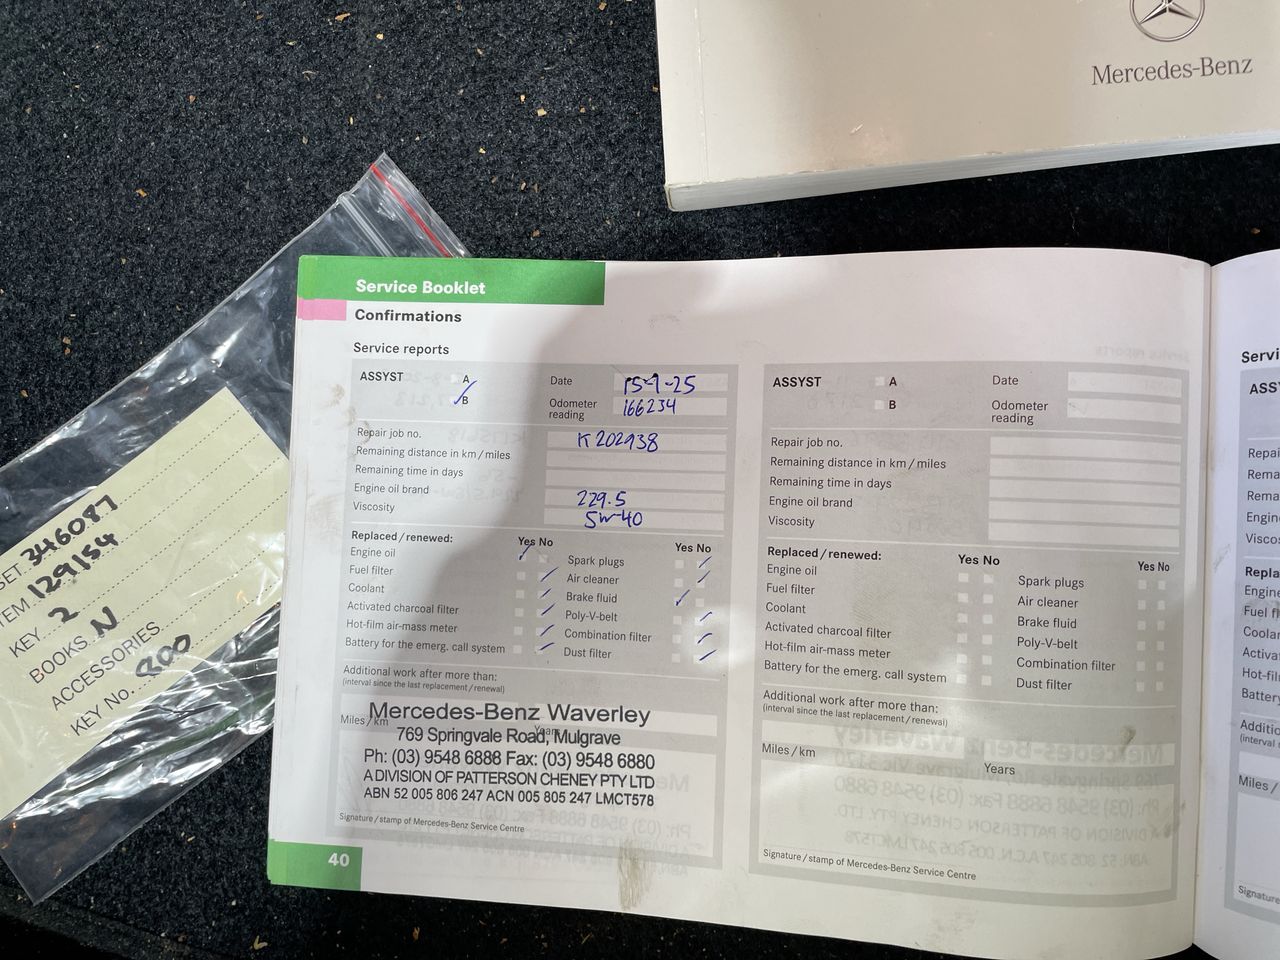 Mercedes-Benz
Service Booklet
Confirmations
Service reports
ASSYST
A
B
Date 15-1-25
Odometer reading 166234
Repair job no. K 202938
Remaining distance in km / miles
Remaining time in days
Engine oil brand 229.5
Viscosity 5w-40
Replaced / renewed:
Yes No
Yes No
Engine oil
Spark plugs
Fuel filter
Air cleaner
Coolant
Brake fluid
Activated charcoal filter
Poly-V-belt
Hot-film air-mass meter
Combination filter
Battery for the emerg. call system
Dust filter
Additional work after more than:
(interval since the last replacement / renewal)
Miles / km
Years
Mercedes-Benz Waverley
769 Springvale Road, Mulgrave
Ph: (03) 9548 6888 Fax: (03) 9548 6880
A DIVISION OF PATTERSON CHENEY PTY LTD
ABN 52 005 806 247 ACN 005 805 247 LMCT578
Signature / stamp of Mercedes-Benz Service Centre
40
ASSYST
A
B
Date
Odometer reading
Repair job no.
Remaining distance in km / miles
Remaining time in days
Engine oil brand
Viscosity
Replaced / renewed:
Yes No
Yes No
Engine oil
Spark plugs
Fuel filter
Air cleaner
Coolant
Brake fluid
Activated charcoal filter
Poly-V-belt
Hot-film air-mass meter
Combination filter
Battery for the emerg. call system
Dust filter
Additional work after more than:
(interval since the last replacement / renewal)
Miles / km
Years
Signature / stamp of Mercedes-Benz Service Centre
346087
129154
KEY 2
BOOKS N
ACCESSORIES
KEY No. 800